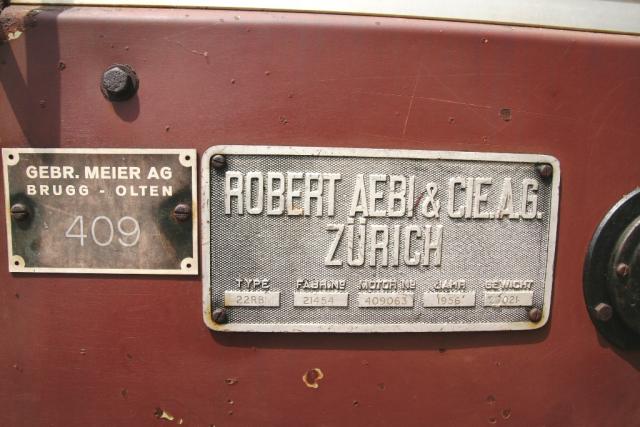 GEBR. MEIER AG
BRUGG - OLTEN
409
ROBERT AEBI & CIE.A.G.
ZÜRICH
TYPE FABR.NO MOTOR NO JAHR GEWICHT
22RB 21454 409063 1956